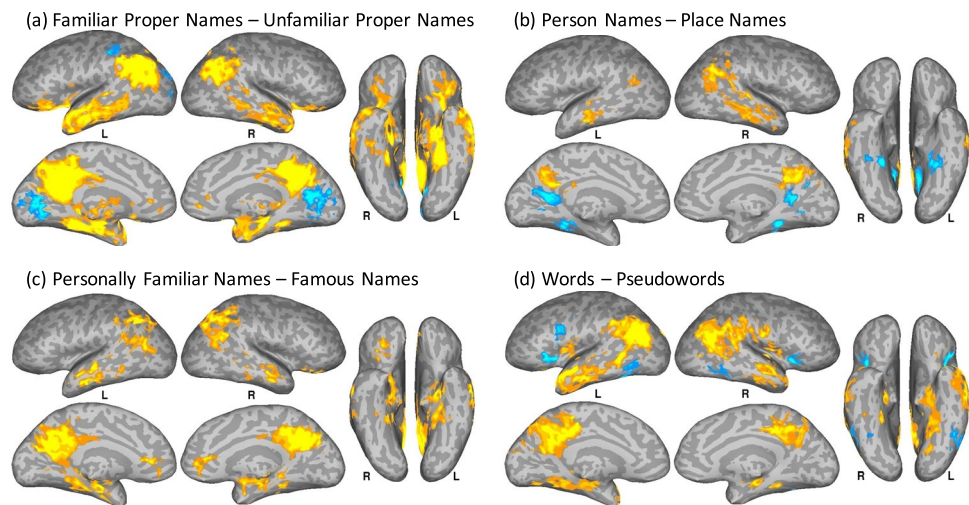 (a) Familiar Proper Names – Unfamiliar Proper Names
L
R
R
L
(b) Person Names – Place Names
L
R
R
L
(c) Personally Familiar Names – Famous Names
L
R
R
L
(d) Words – Pseudowords
L
R
R
L